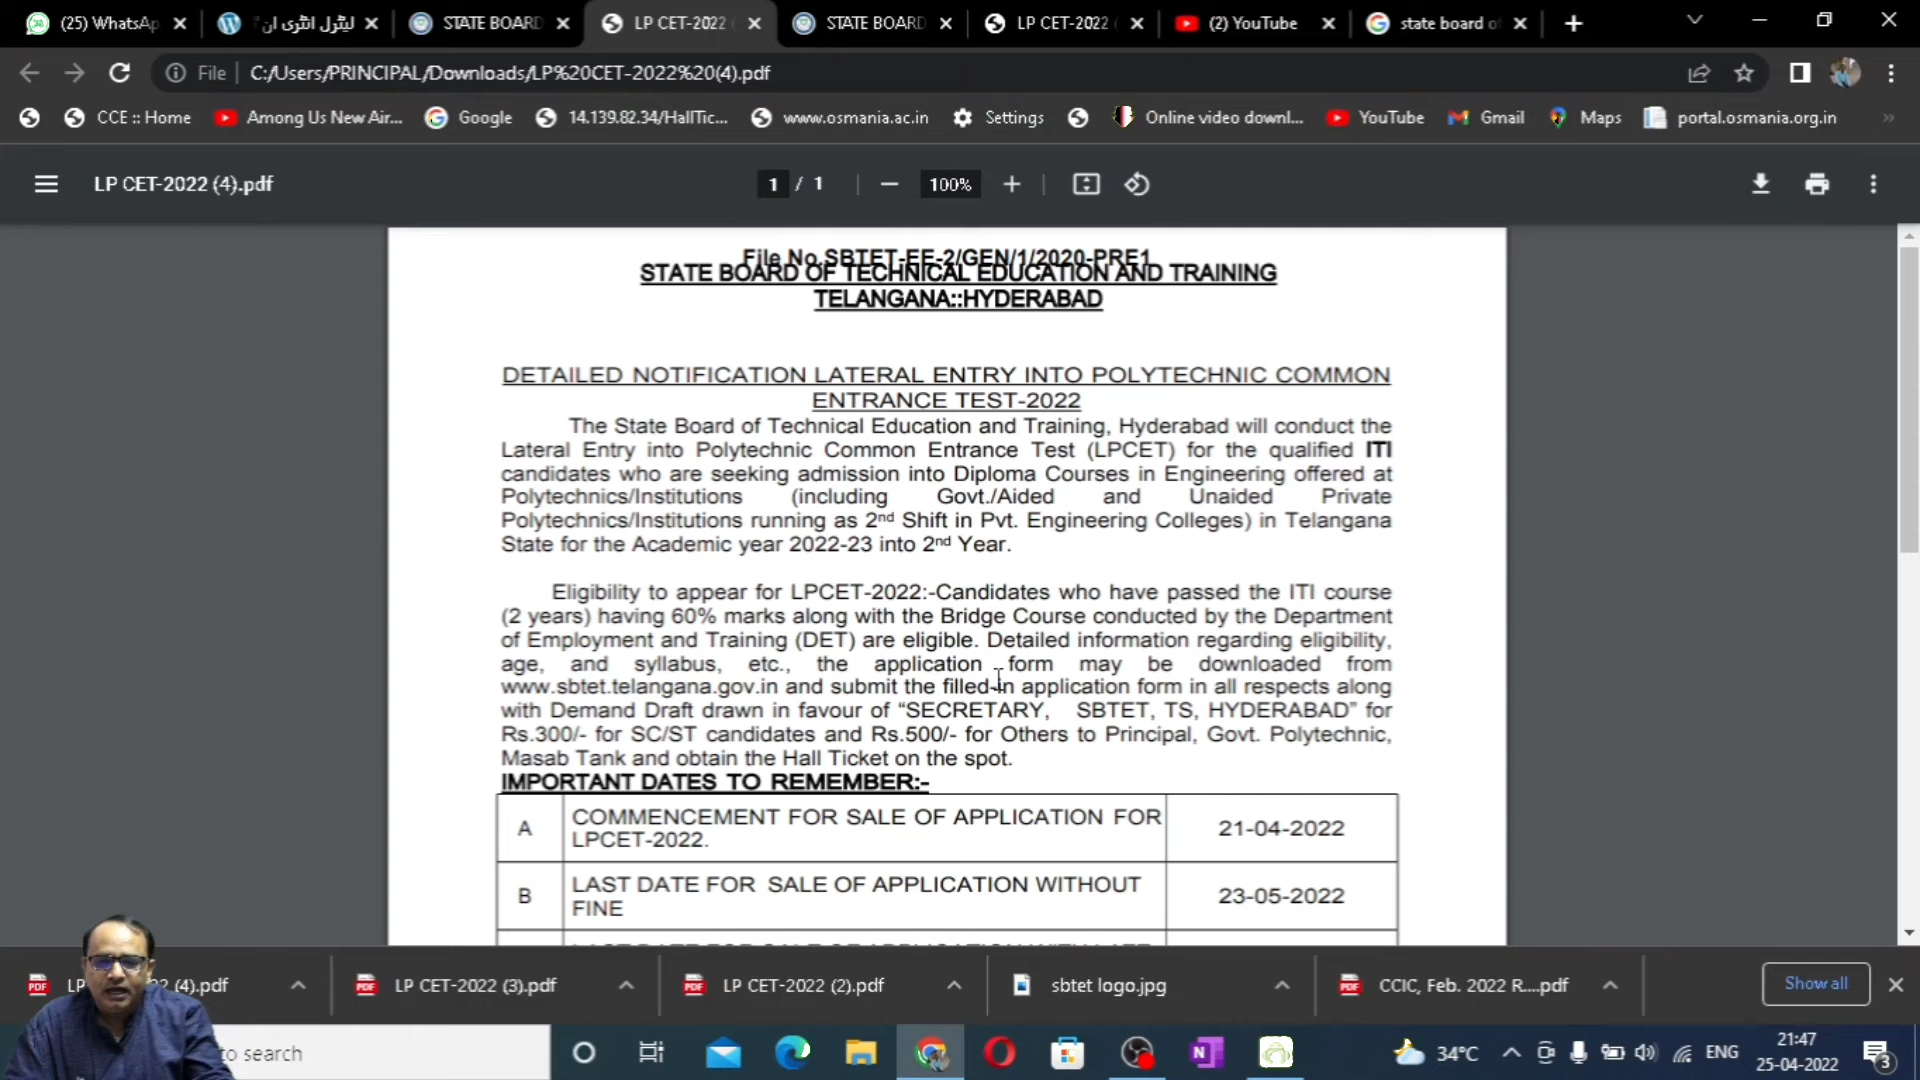 (25) WhatsAp
لیٹرل انٹری ان
STATE BOARD
LP CET-2022
STATE BOARD
LP CET-2022
(2) YouTube
state board of
File
C:/Users/PRINCIPAL/Downloads/LP%20CET-2022%20(4).pdf
CCE :: Home
Among Us New Air...
Google
14.139.82.34/HallTic...
www.osmania.ac.in
Settings
Online video downl...
YouTube
Gmail
Maps
portal.osmania.org.in
LP CET-2022 (4).pdf
1 / 1
100%
File No.SBTET-EE-2/GEN/1/2020-PRE1
STATE BOARD OF TECHNICAL EDUCATION AND TRAINING
TELANGANA::HYDERABAD
DETAILED NOTIFICATION LATERAL ENTRY INTO POLYTECHNIC COMMON
ENTRANCE TEST-2022
The State Board of Technical Education and Training, Hyderabad will conduct the
Lateral Entry into Polytechnic Common Entrance Test (LPCET) for the qualified ITI
candidates who are seeking admission into Diploma Courses in Engineering offered at
Polytechnics/Institutions (including Govt./Aided and Unaided Private
Polytechnics/Institutions running as 2nd Shift in Pvt. Engineering Colleges) in Telangana
State for the Academic year 2022-23 into 2nd Year.
Eligibility to appear for LPCET-2022:-Candidates who have passed the ITI course
(2 years) having 60% marks along with the Bridge Course conducted by the Department
of Employment and Training (DET) are eligible. Detailed information regarding eligibility,
age, and syllabus, etc., the application form may be downloaded from
www.sbtet.telangana.gov.in and submit the filled-in application form in all respects along
with Demand Draft drawn in favour of “SECRETARY, SBTET, TS, HYDERABAD” for
Rs.300/- for SC/ST candidates and Rs.500/- for Others to Principal, Govt. Polytechnic,
Masab Tank and obtain the Hall Ticket on the spot.
IMPORTANT DATES TO REMEMBER:-
A
COMMENCEMENT FOR SALE OF APPLICATION FOR
LPCET-2022.
21-04-2022
B
LAST DATE FOR SALE OF APPLICATION WITHOUT
FINE
23-05-2022
(4).pdf
LP CET-2022 (3).pdf
LP CET-2022 (2).pdf
sbtet logo.jpg
CCIC, Feb. 2022 R....pdf
Show all
to search
34°C
ENG
21:47
25-04-2022
3